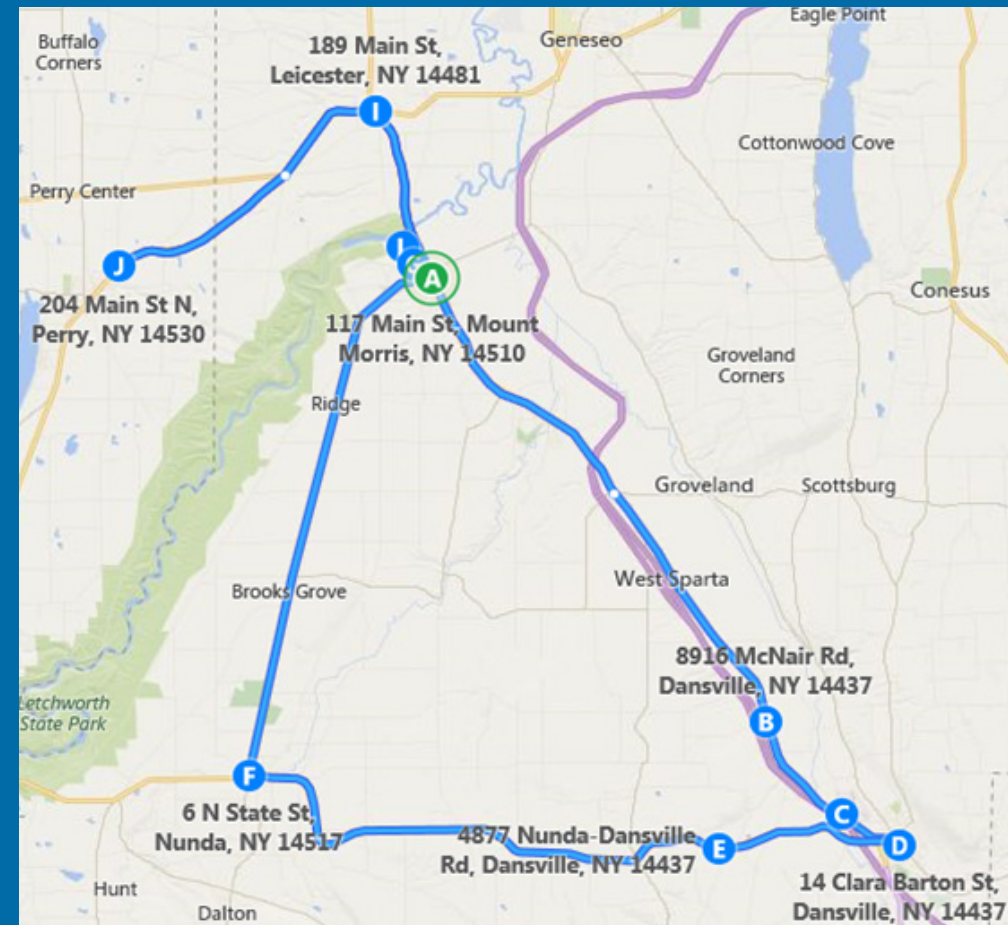 Eagle Point
Buffalo
Corners
189 Main St,
Leicester, NY 14481
Geneseo
I
Cottonwood Cove
Perry Center
J
L
A
204 Main St N,
Perry, NY 14530
Conesus
117 Main St, Mount
Morris, NY 14510
Groveland
Corners
Ridge
Groveland
Scottsburg
West Sparta
Brooks Grove
8916 McNair Rd,
Dansville, NY 14437
Letchworth
State Park
B
F
6 N State St,
Nunda, NY 14517
C
4877 Nunda-Dansville
Rd, Dansville, NY 14437
E
D
14 Clara Barton St,
Dansville, NY 14437
Hunt
Dalton